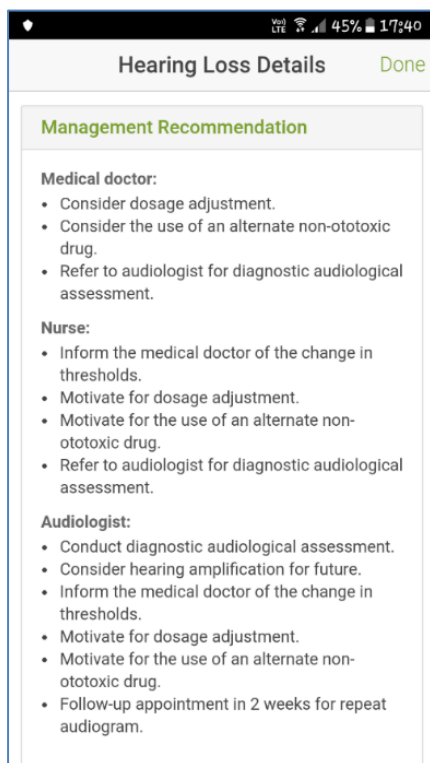 Vo) LTE 45% 17:40
Hearing Loss Details Done
Management Recommendation
Medical doctor:
• Consider dosage adjustment.
• Consider the use of an alternate non-ototoxic
drug.
• Refer to audiologist for diagnostic audiological
assessment.
Nurse:
• Inform the medical doctor of the change in
thresholds.
• Motivate for dosage adjustment.
• Motivate for the use of an alternate non-
ototoxic drug.
• Refer to audiologist for diagnostic audiological
assessment.
Audiologist:
• Conduct diagnostic audiological assessment.
• Consider hearing amplification for future.
• Inform the medical doctor of the change in
thresholds.
• Motivate for dosage adjustment.
• Motivate for the use of an alternate non-
ototoxic drug.
• Follow-up appointment in 2 weeks for repeat
audiogram.